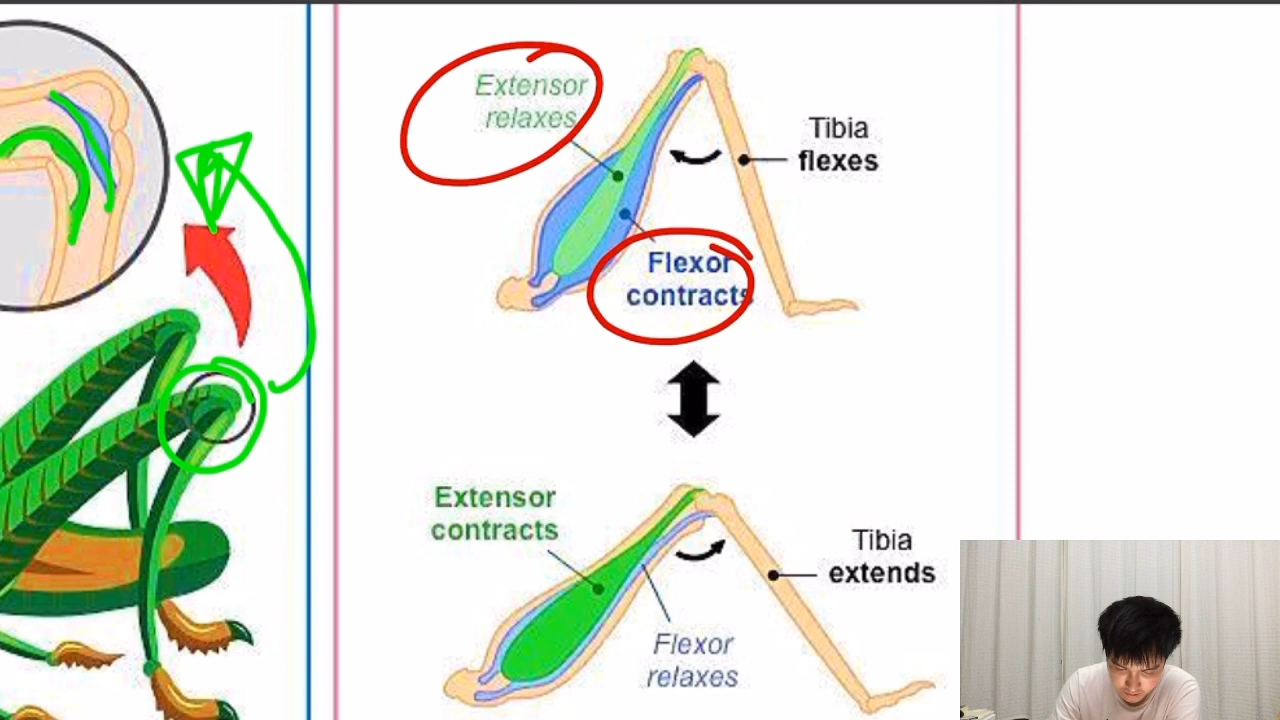 Extensor
relaxes
Tibia
flexes
Flexor
contracts
Extensor
contracts
Tibia
extends
Flexor
relaxes